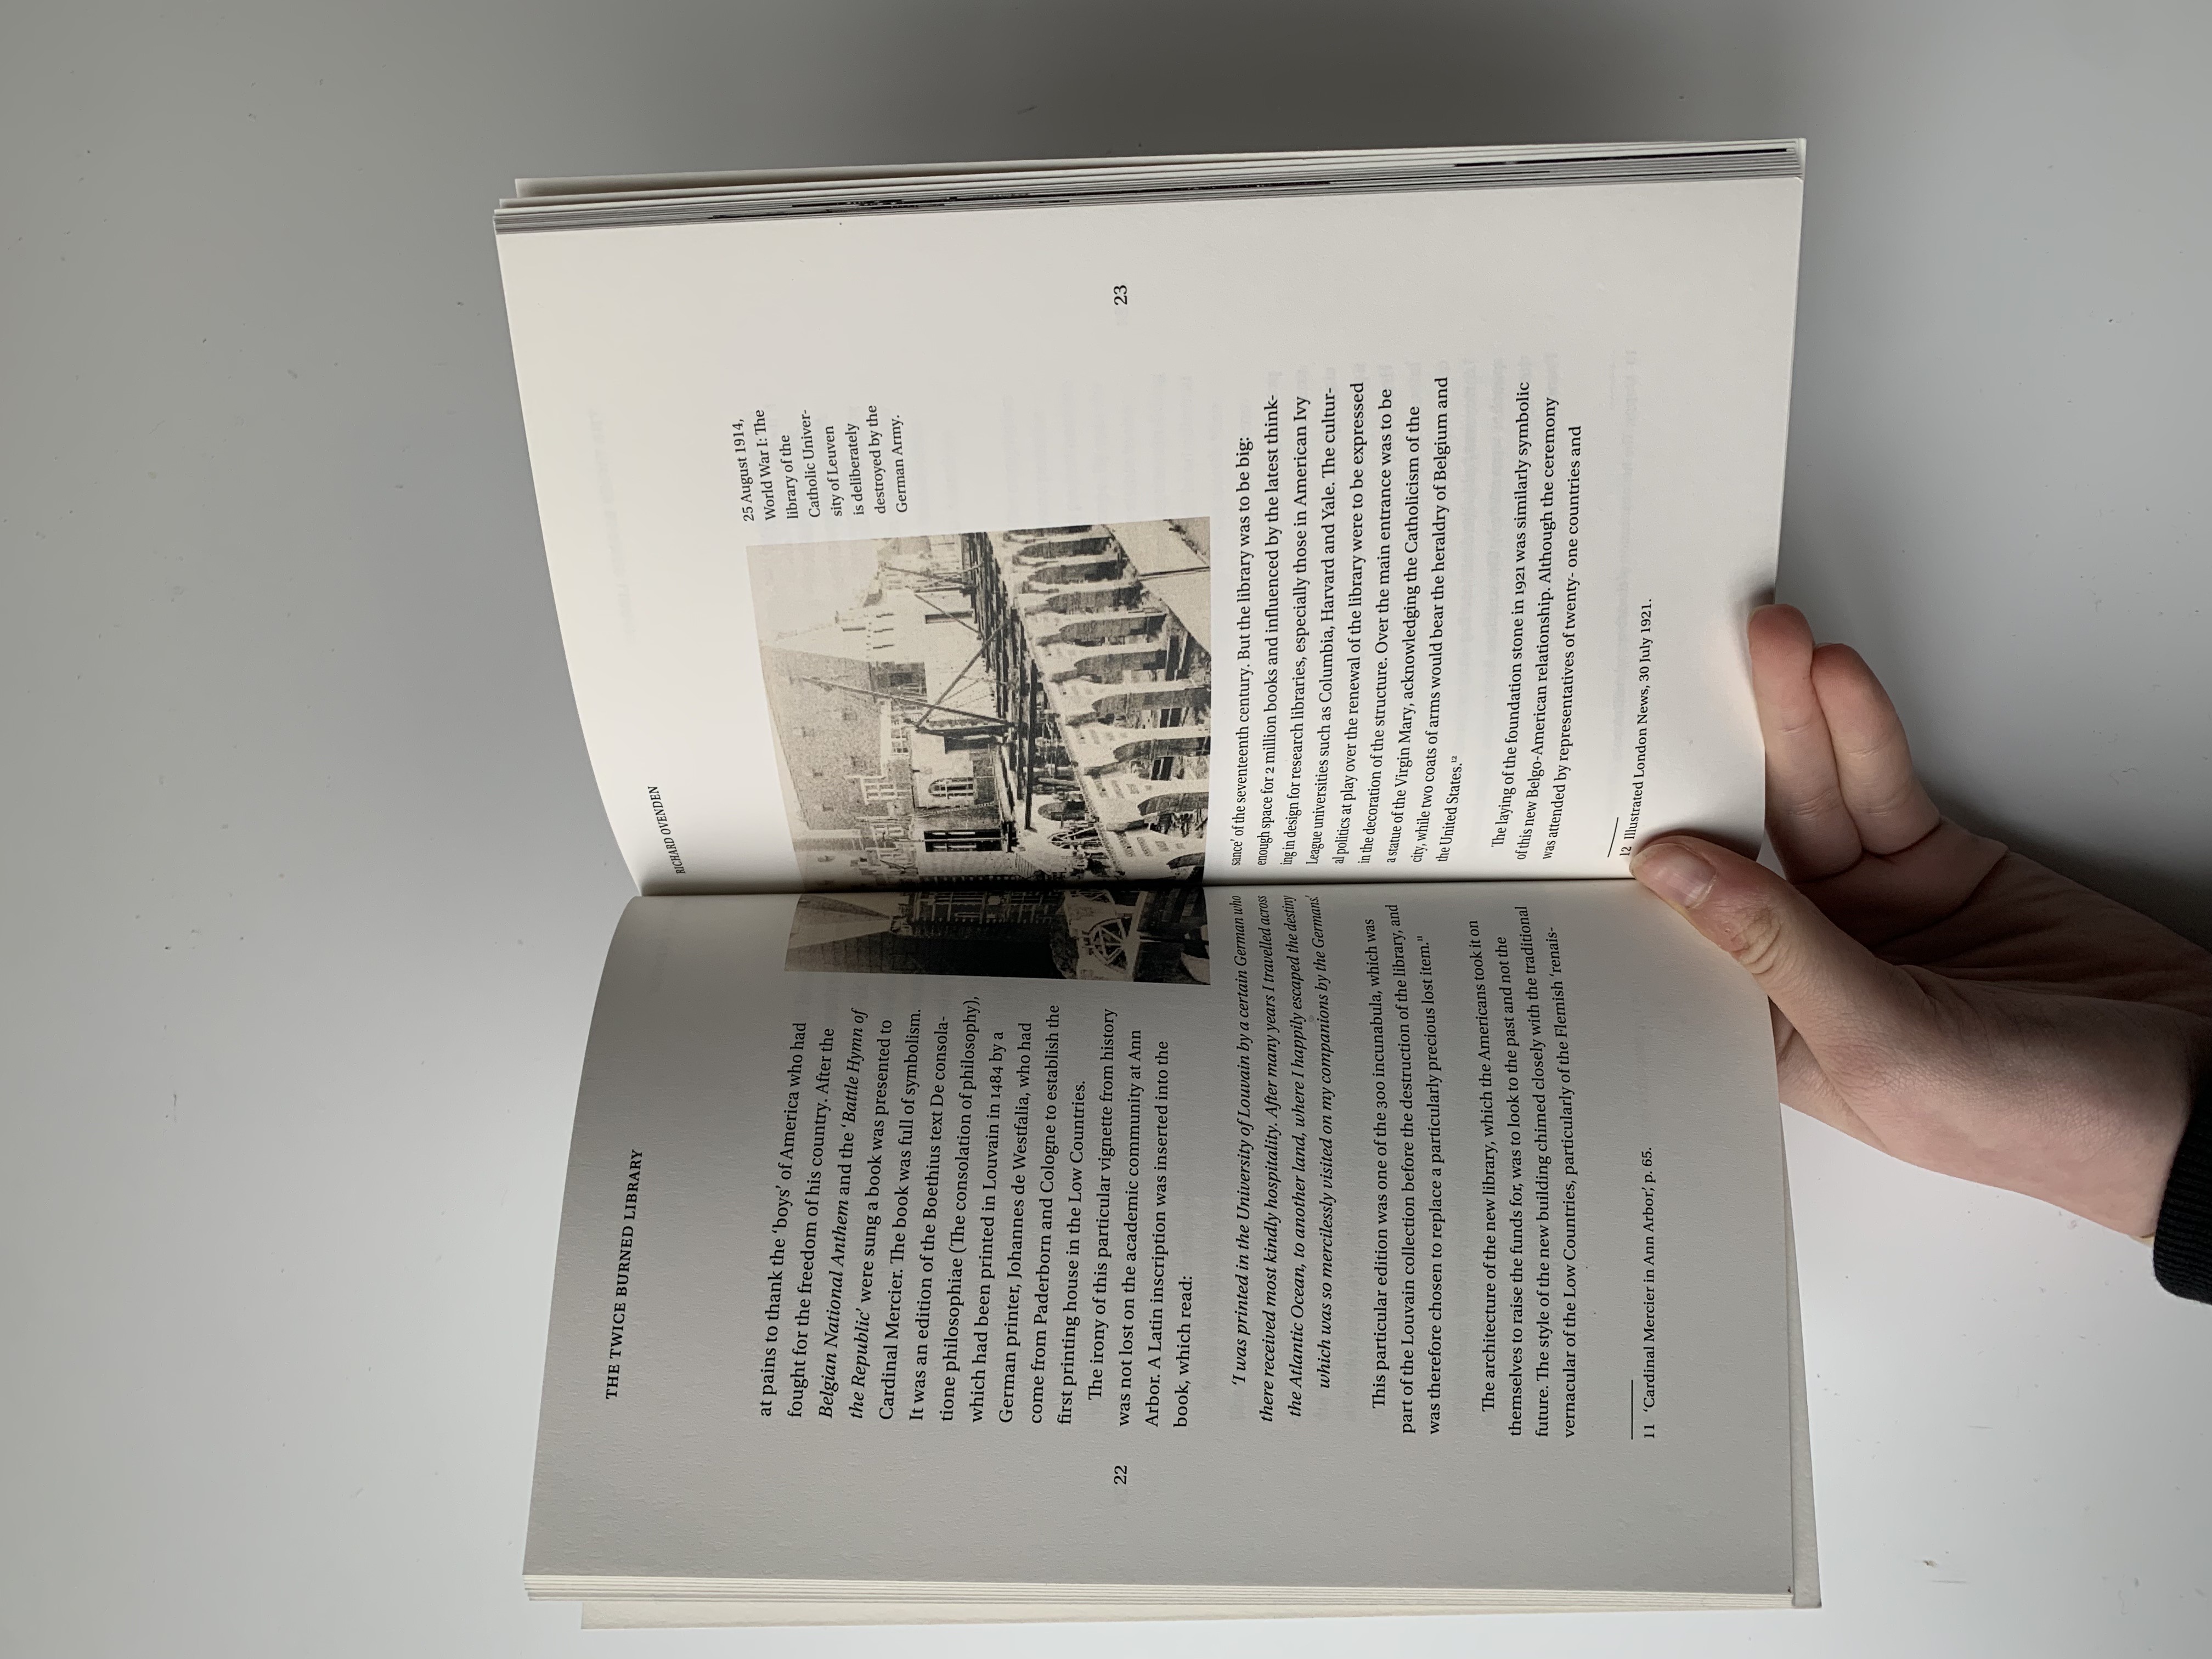 THE TWICE BURNED LIBRARY
at pains to thank the ‘boys’ of America who had
fought for the freedom of his country. After the
Belgian National Anthem and the ‘Battle Hymn of
the Republic’ were sung a book was presented to
Cardinal Mercier. The book was full of symbolism.
It was an edition of the Boethius text De consola-
tione philosophiae (The consolation of philosophy),
which had been printed in Louvain in 1484 by a
German printer, Johannes de Westfalia, who had
come from Paderborn and Cologne to establish the
first printing house in the Low Countries.
The irony of this particular vignette from history
was not lost on the academic community at Ann
Arbor. A Latin inscription was inserted into the
book, which read:
22
‘I was printed in the University of Louvain by a certain German who
there received most kindly hospitality. After many years I travelled across
the Atlantic Ocean, to another land, where I happily escaped the destiny
which was so mercilessly visited on my companions by the Germans.’
This particular edition was one of the 300 incunabula, which was
part of the Louvain collection before the destruction of the library, and
was therefore chosen to replace a particularly precious lost item.¹¹
The architecture of the new library, which the Americans took it on
themselves to raise the funds for, was to look to the past and not the
future. The style of the new building chimed closely with the traditional
vernacular of the Low Countries, particularly of the Flemish ‘renais-
11 ‘Cardinal Mercier in Ann Arbor’, p. 65.
RICHARD OVENDEN
25 August 1914,
World War I: The
library of the
Catholic Univer-
sity of Leuven
is deliberately
destroyed by the
German Army.
23
sance’ of the seventeenth century. But the library was to be big:
enough space for 2 million books and influenced by the latest think-
ing in design for research libraries, especially those in American Ivy
League universities such as Columbia, Harvard and Yale. The cultur-
al politics at play over the renewal of the library were to be expressed
in the decoration of the structure. Over the main entrance was to be
a statue of the Virgin Mary, acknowledging the Catholicism of the
city, while two coats of arms would bear the heraldry of Belgium and
the United States.¹²
The laying of the foundation stone in 1921 was similarly symbolic
of this new Belgo-American relationship. Although the ceremony
was attended by representatives of twenty- one countries and
12 Illustrated London News, 30 July 1921.